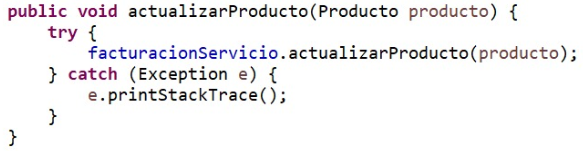 public void actualizarProducto(Producto producto) {
    try {
        facturacionServicio.actualizarProducto(producto);
    } catch (Exception e) {
        e.printStackTrace();
    }
}